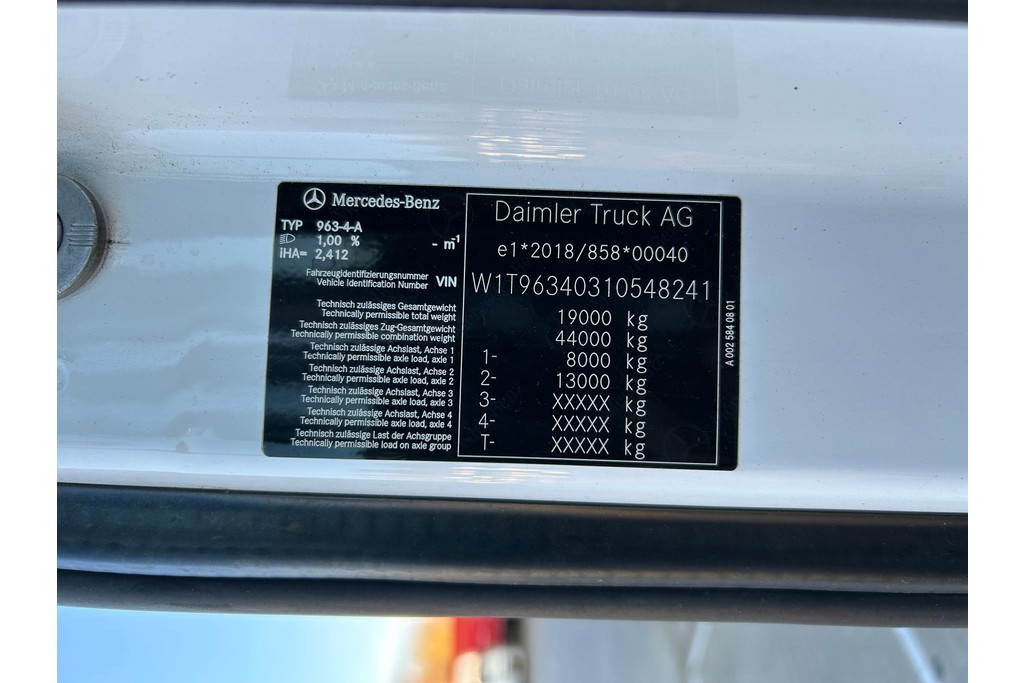 Mercedes-Benz
TYP 963-4-A
1,00 % - m-1
iHA= 2,412
Daimler Truck AG
e1*2018/858*00040
Fahrzeugidentifizierungsnummer
Vehicle Identification Number VIN W1T96340310548241
Technisch zulässiges Gesamtgewicht
Technically permissible total weight 19000 kg
Technisch zulässiges Zug-Gesamtgewicht
Technically permissible combination weight 44000 kg
Technisch zulässige Achslast, Achse 1
Technically permissible axle load, axle 1 1- 8000 kg
Technisch zulässige Achslast, Achse 2
Technically permissible axle load, axle 2 2- 13000 kg
Technisch zulässige Achslast, Achse 3
Technically permissible axle load, axle 3 3- XXXXX kg
Technisch zulässige Achslast, Achse 4
Technically permissible axle load, axle 4 4- XXXXX kg
Technisch zulässige Last der Achsgruppe
Technically permissible load on axle group T- XXXXX kg
A 002 584 08 01